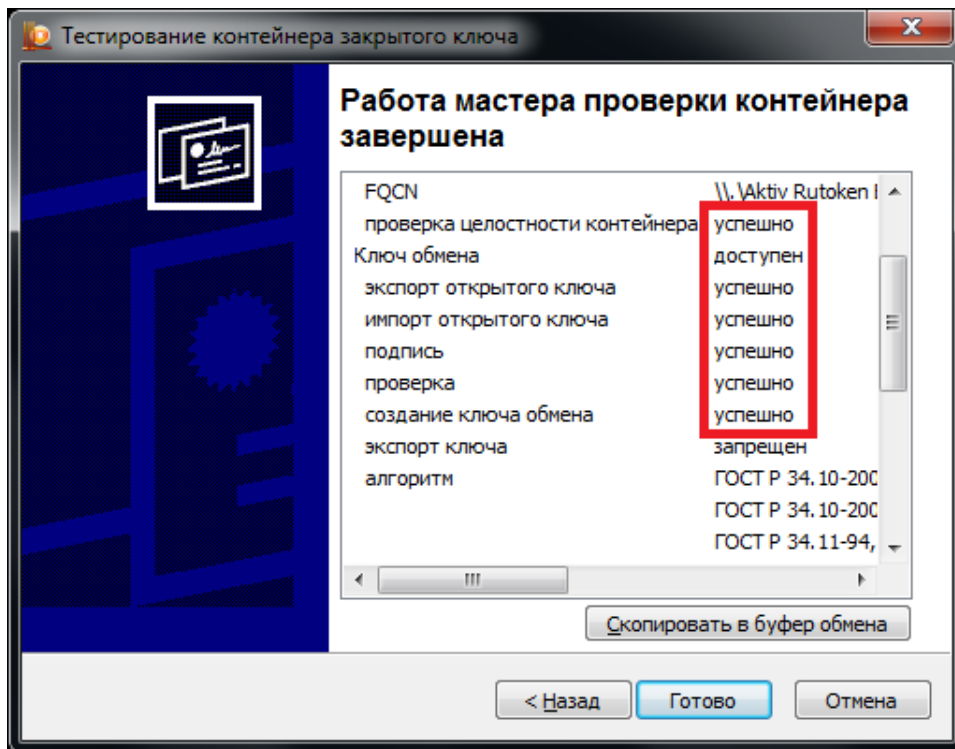 Тестирование контейнера закрытого ключа
Работа мастера проверки контейнера
завершена
FQCN \\.\Aktiv Rutoken
проверка целостности контейнера успешно
Ключ обмена доступен
экспорт открытого ключа успешно
импорт открытого ключа успешно
подпись успешно
проверка успешно
создание ключа обмена успешно
экспорт ключа запрещен
алгоритм ГОСТ Р 34.10-200
ГОСТ Р 34.10-200
ГОСТ Р 34.11-94,
Скопировать в буфер обмена
< Назад Готово Отмена